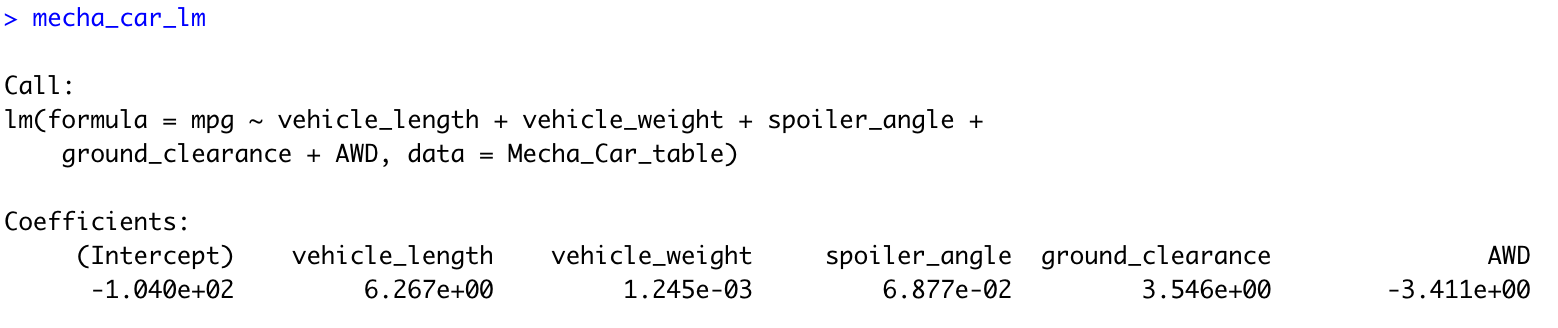 > mecha_car_lm
Call:
lm(formula = mpg ~ vehicle_length + vehicle_weight + spoiler_angle +
    ground_clearance + AWD, data = Mecha_Car_table)
Coefficients:
     (Intercept)    vehicle_length    vehicle_weight     spoiler_angle  ground_clearance               AWD
      -1.040e+02         6.267e+00         1.245e-03         6.877e-02         3.546e+00        -3.411e+00